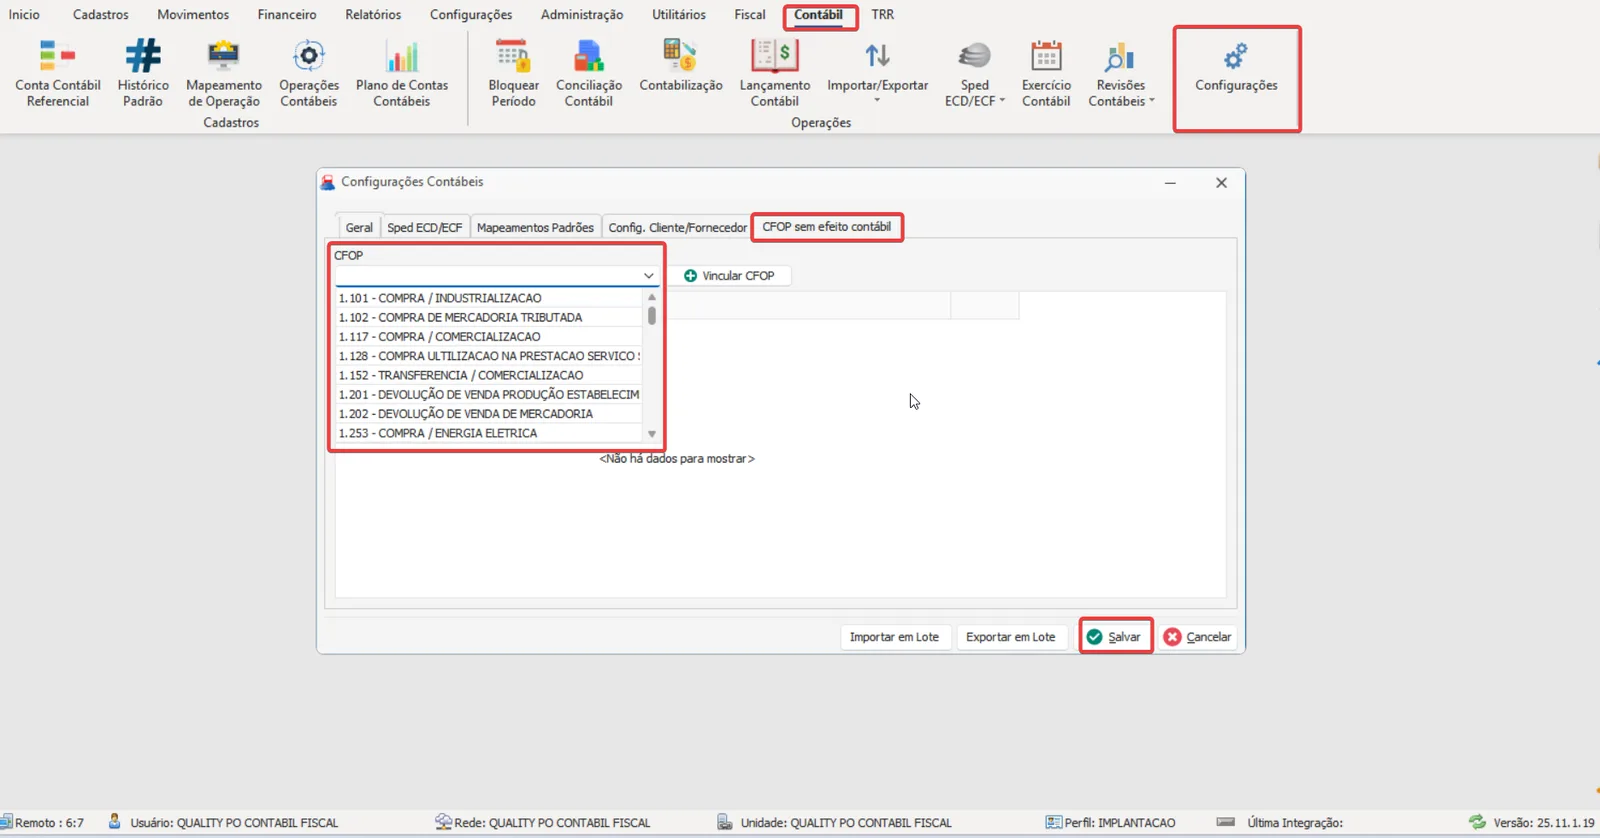 Inicio Cadastros Movimentos Financeiro Relatórios Configurações Administração Utilitários Fiscal Contábil TRR
Conta Contábil Referencial
Histórico Padrão
Mapeamento de Operação
Operações Contábeis
Plano de Contas Contábeis
Cadastros
Bloquear Período
Conciliação Contábil
Contabilização
Lançamento Contábil
Importar/Exportar
Sped ECD/ECF
Exercício Contábil
Revisões Contábeis
Operações
Configurações
Configurações Contábeis
Geral Sped ECD/ECF Mapeamentos Padrões Config. Cliente/Fornecedor CFOP sem efeito contábil
CFOP
Vincular CFOP
1.101 - COMPRA / INDUSTRIALIZACAO
1.102 - COMPRA DE MERCADORIA TRIBUTADA
1.117 - COMPRA / COMERCIALIZACAO
1.128 - COMPRA ULTILIZACAO NA PRESTACAO SERVICO
1.152 - TRANSFERENCIA / COMERCIALIZACAO
1.201 - DEVOLUÇÃO DE VENDA PRODUÇÃO ESTABELECIM
1.202 - DEVOLUÇÃO DE VENDA DE MERCADORIA
1.253 - COMPRA / ENERGIA ELETRICA
<Não há dados para mostrar>
Importar em Lote Exportar em Lote Salvar Cancelar
Remoto : 6:7 Usuário: QUALITY PO CONTABIL FISCAL Rede: QUALITY PO CONTABIL FISCAL Unidade: QUALITY PO CONTABIL FISCAL Perfil: IMPLANTACAO Última Integração: Versão: 25.11.1.19